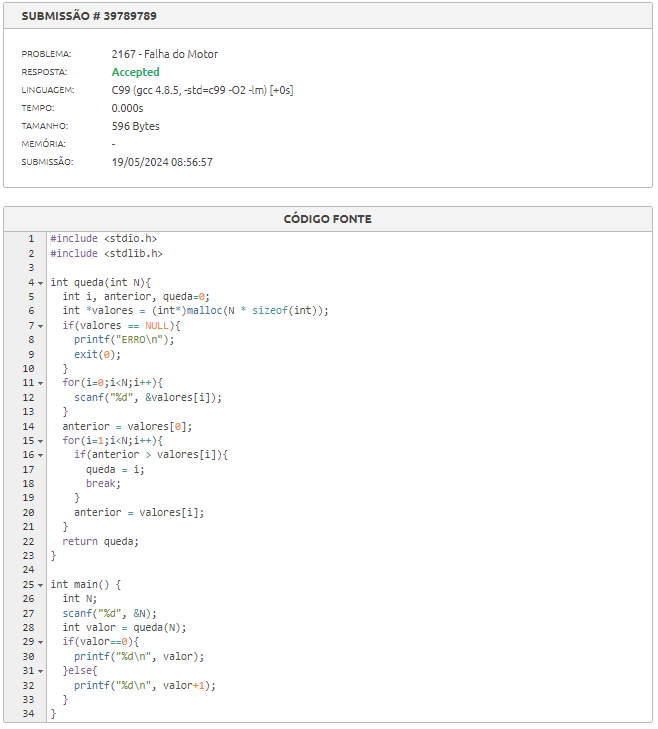 SUBMISSÃO # 39789789
PROBLEMA: 2167 - Falha do Motor
RESPOSTA: Accepted
LINGUAGEM: C99 (gcc 4.8.5, -std=c99 -O2 -lm) [+0s]
TEMPO: 0.000s
TAMANHO: 596 Bytes
MEMÓRIA: -
SUBMISSÃO: 19/05/2024 08:56:57
CÓDIGO FONTE
1 #include <stdio.h>
2 #include <stdlib.h>
3
4 int queda(int N){
5   int i, anterior, queda=0;
6   int *valores = (int*)malloc(N * sizeof(int));
7   if(valores == NULL){
8     printf("ERRO\n");
9     exit(0);
10   }
11   for(i=0;i<N;i++){
12     scanf("%d", &valores[i]);
13   }
14   anterior = valores[0];
15   for(i=1;i<N;i++){
16     if(anterior > valores[i]){
17       queda = i;
18       break;
19     }
20     anterior = valores[i];
21   }
22   return queda;
23 }
24
25 int main() {
26   int N;
27   scanf("%d", &N);
28   int valor = queda(N);
29   if(valor==0){
30     printf("%d\n", valor);
31   }else{
32     printf("%d\n", valor+1);
33   }
34 }